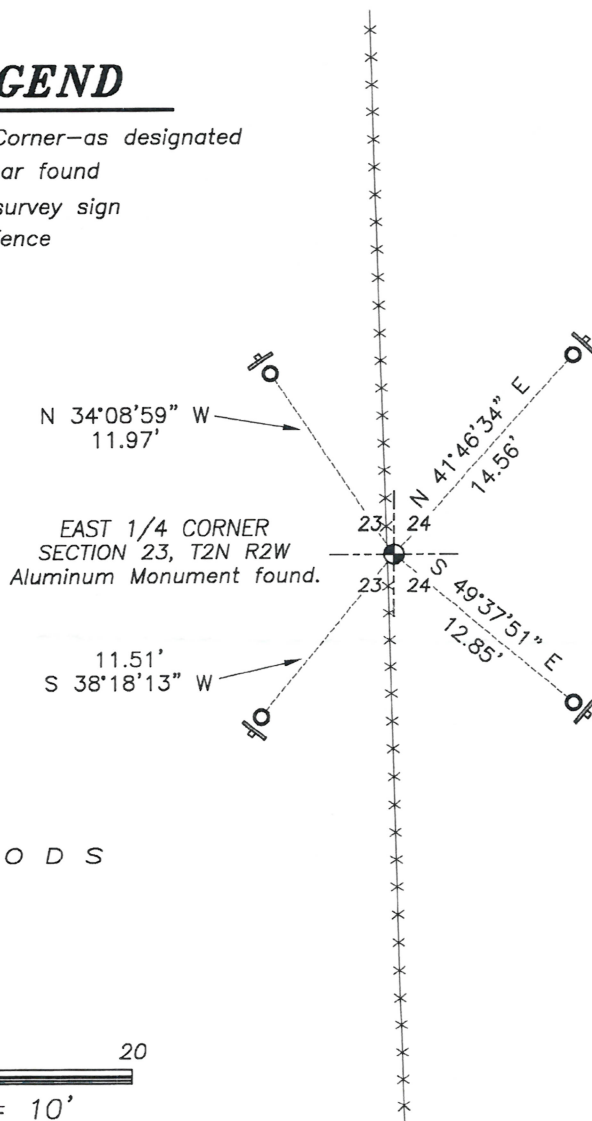 GEND
Corner—as designated
ar found
survey sign
ence
N 34°08'59" W
11.97'
N 41°46'34" E
14.56'
EAST 1/4 CORNER
SECTION 23, T2N R2W
Aluminum Monument found.
23 24
23 24
S 49°37'51" E
12.85'
11.51'
S 38°18'13" W
O D S
20
= 10'